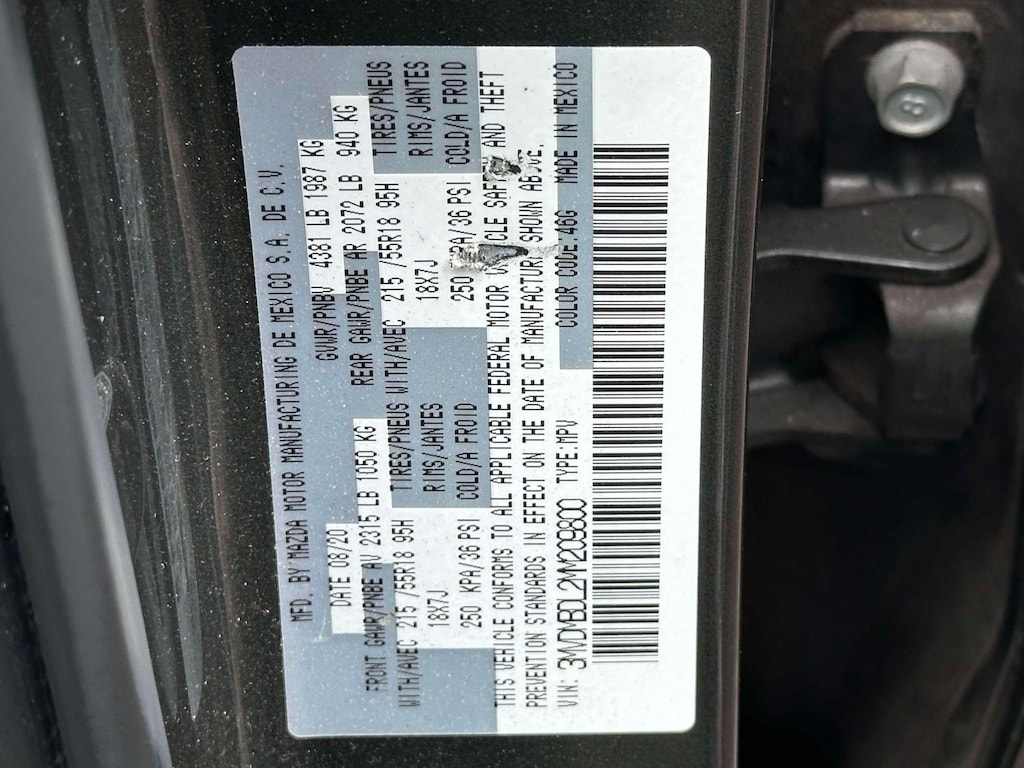 MFD. BY MAZDA MOTOR MANUFACTURING DE MEXICO S.A. DE C.V.
DATE 08/20 GVWR/PNBV 4381 LB 1987 KG
FRONT GAWR/PNBE AV 2315 LB 1050 KG REAR GAWR/PNBE AR 2072 LB 940 KG
WITH/AVEC 215 /55R18 95H TIRES/PNEUS WITH/AVEC 215 /55R18 95H TIRES/PNEUS
18X7J RIMS/JANTES 18X7J RIMS/JANTES
250 KPA/36 PSI COLD/A FROID 250 KPA/36 PSI COLD/A FROID
THIS VEHICLE CONFORMS TO ALL APPLICABLE FEDERAL MOTOR VEHICLE SAFETY AND THEFT
PREVENTION STANDARDS IN EFFECT ON THE DATE OF MANUFACTURE SHOWN ABOVE.
VIN: 3MVDMBDL2MM209800 TYPE:MPV COLOR CODE:46G MADE IN MEXICO